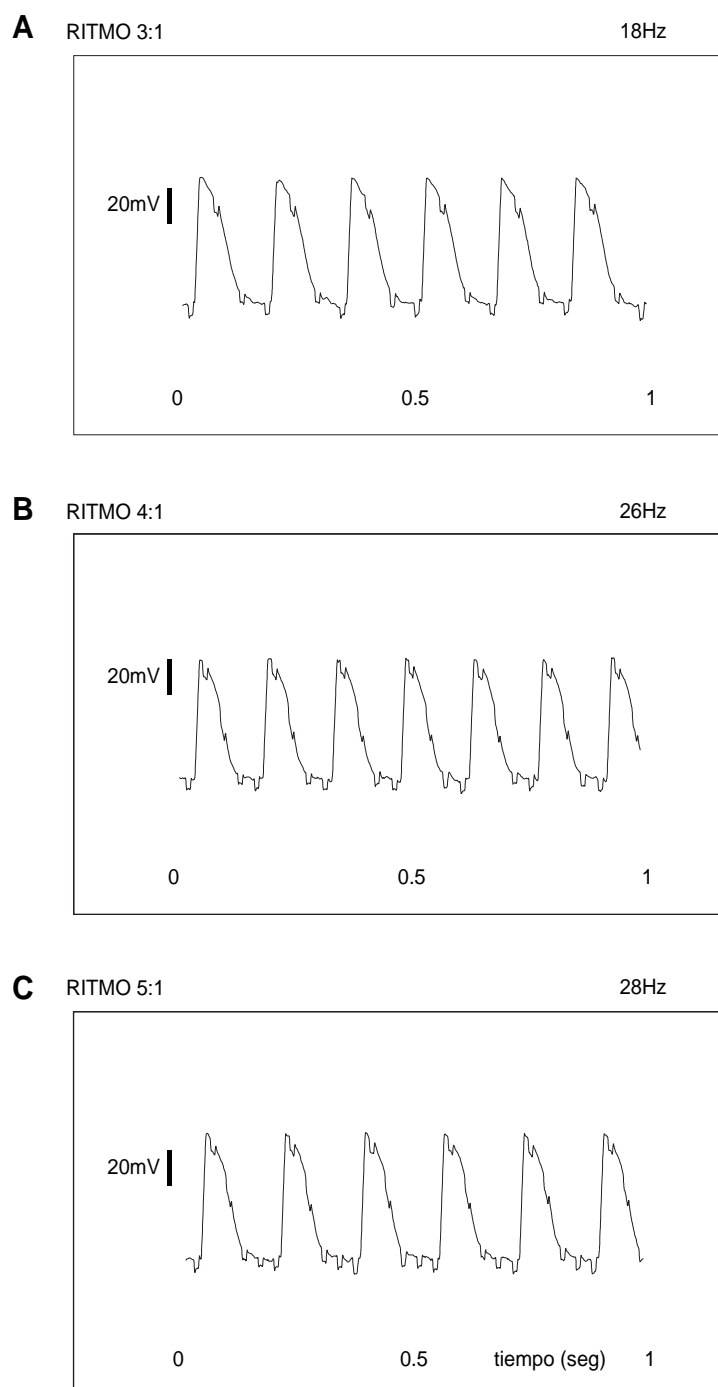 A RITMO 3:1 18Hz
20mV
0 0.5 1
B RITMO 4:1 26Hz
20mV
0 0.5 1
C RITMO 5:1 28Hz
20mV
0 0.5 tiempo (seg) 1